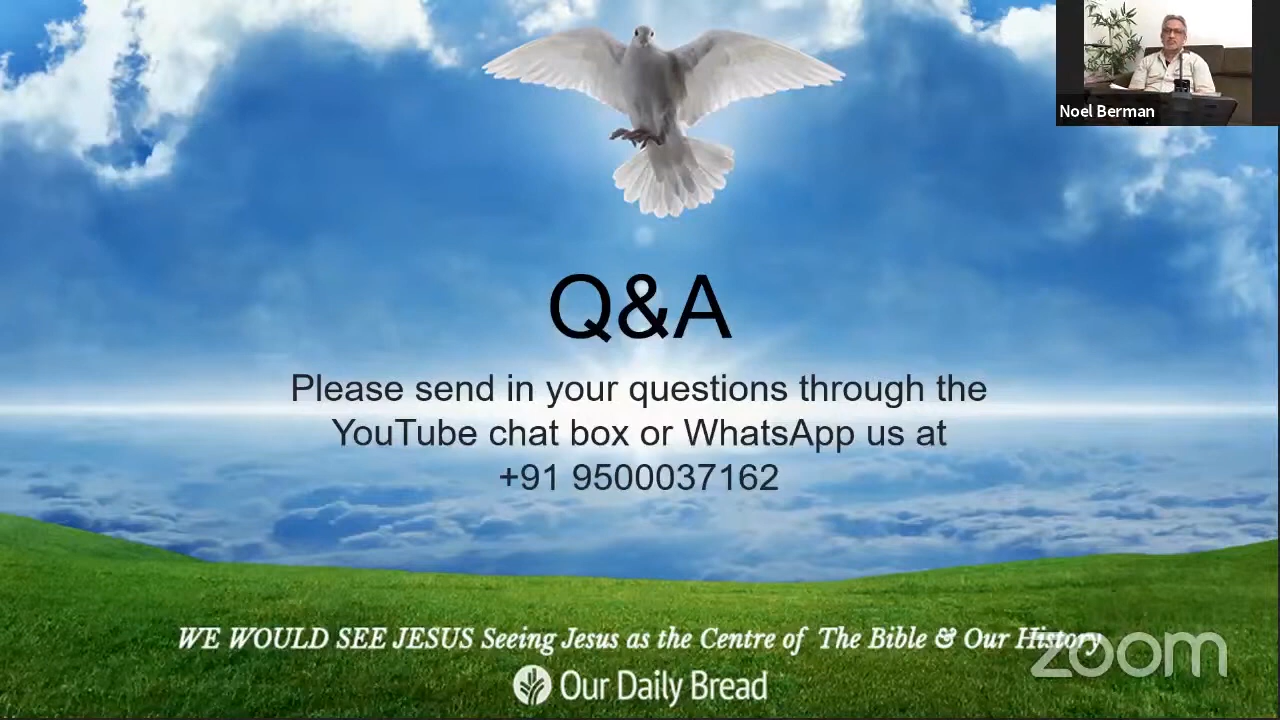 Noel Berman
Q&A
Please send in your questions through the
YouTube chat box or WhatsApp us at
+91 9500037162
WE WOULD SEE JESUS Seeing Jesus as the Centre of The Bible & Our History
zoom
Our Daily Bread